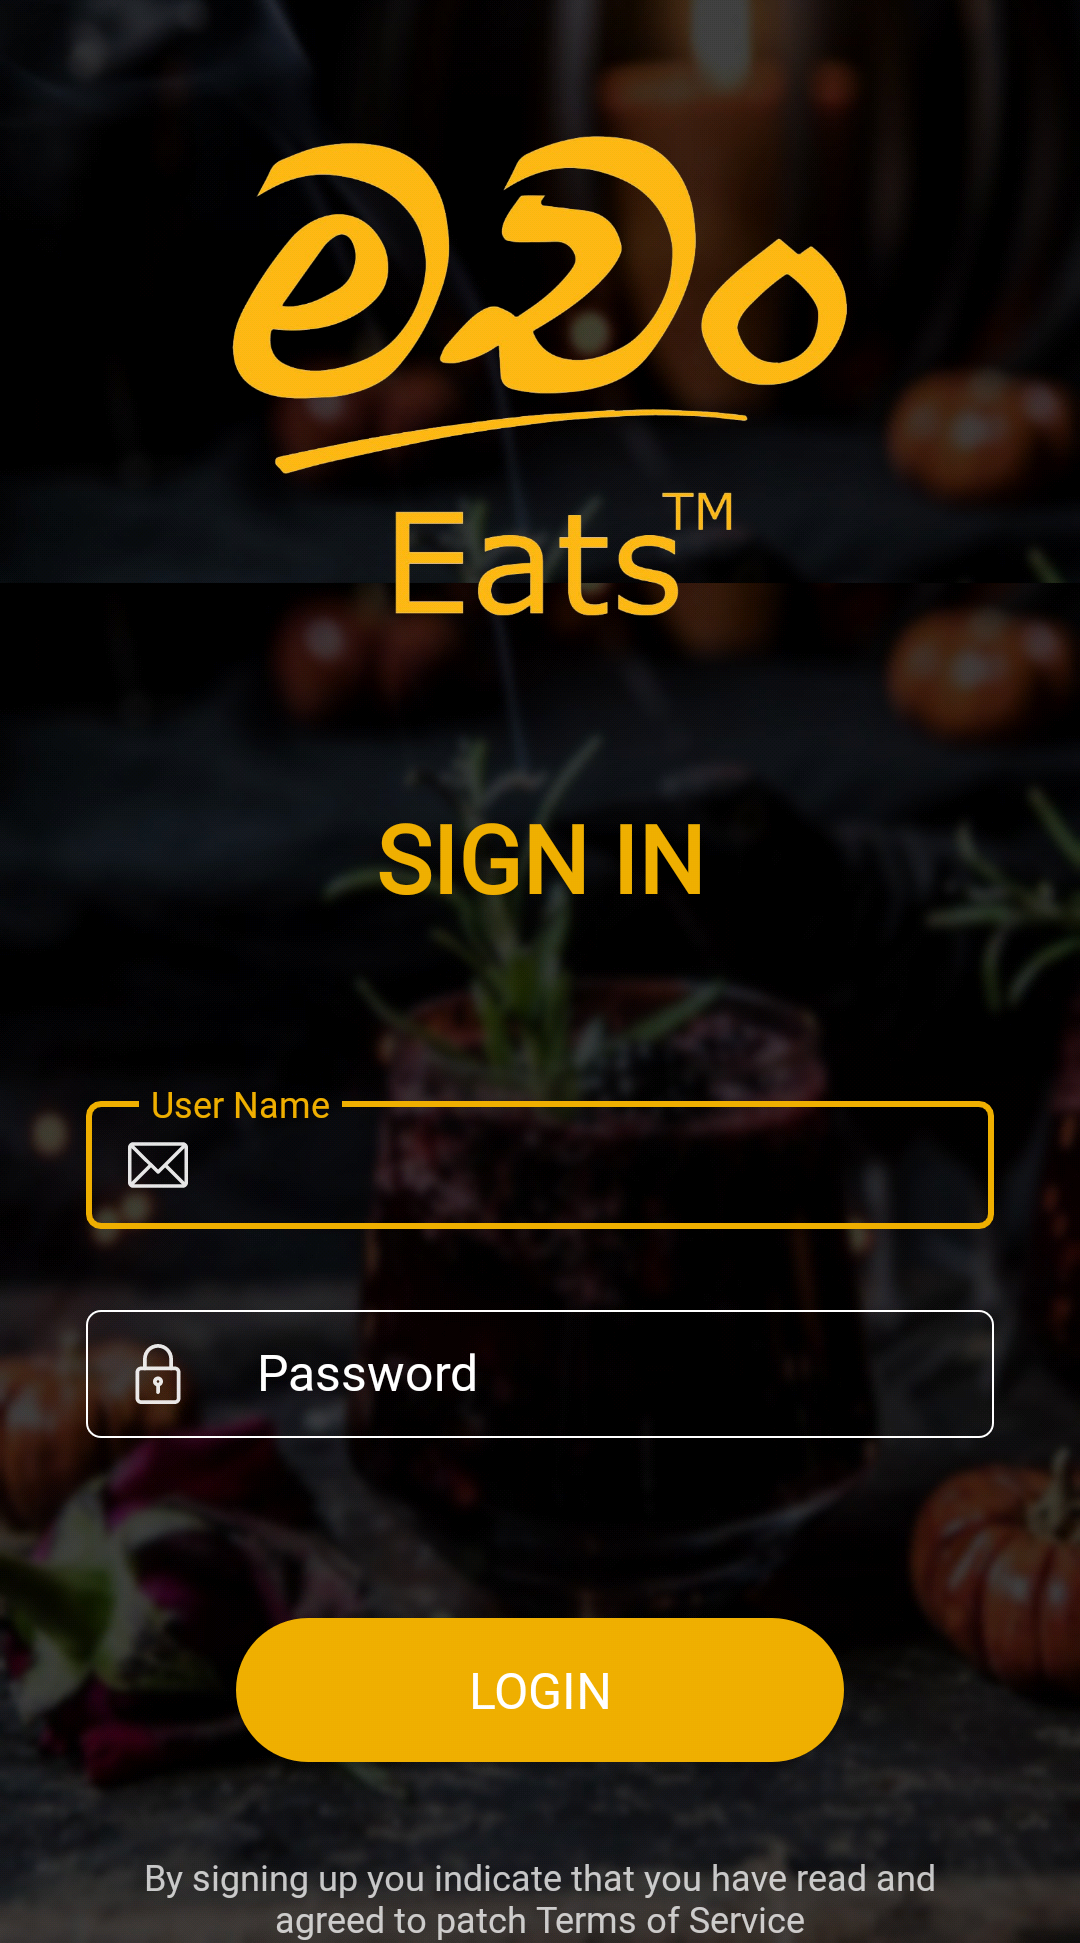 Eats™
SIGN IN
User Name
Password
LOGIN
By signing up you indicate that you have read and
agreed to patch Terms of Service